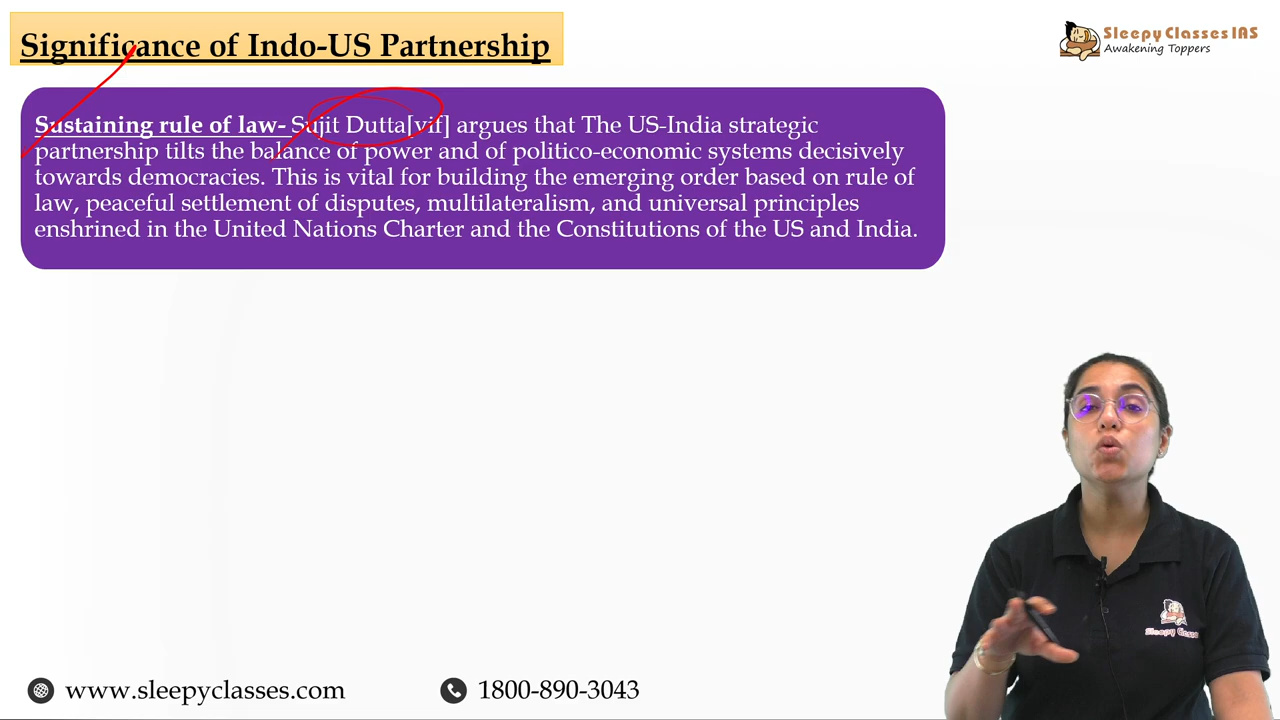 Significance of Indo-US Partnership
Sleepy Classes IAS
Awakening Toppers
Sustaining rule of law- Sujit Dutta[vif] argues that The US-India strategic
partnership tilts the balance of power and of politico-economic systems decisively
towards democracies. This is vital for building the emerging order based on rule of
law, peaceful settlement of disputes, multilateralism, and universal principles
enshrined in the United Nations Charter and the Constitutions of the US and India.
www.sleepyclasses.com
1800-890-3043